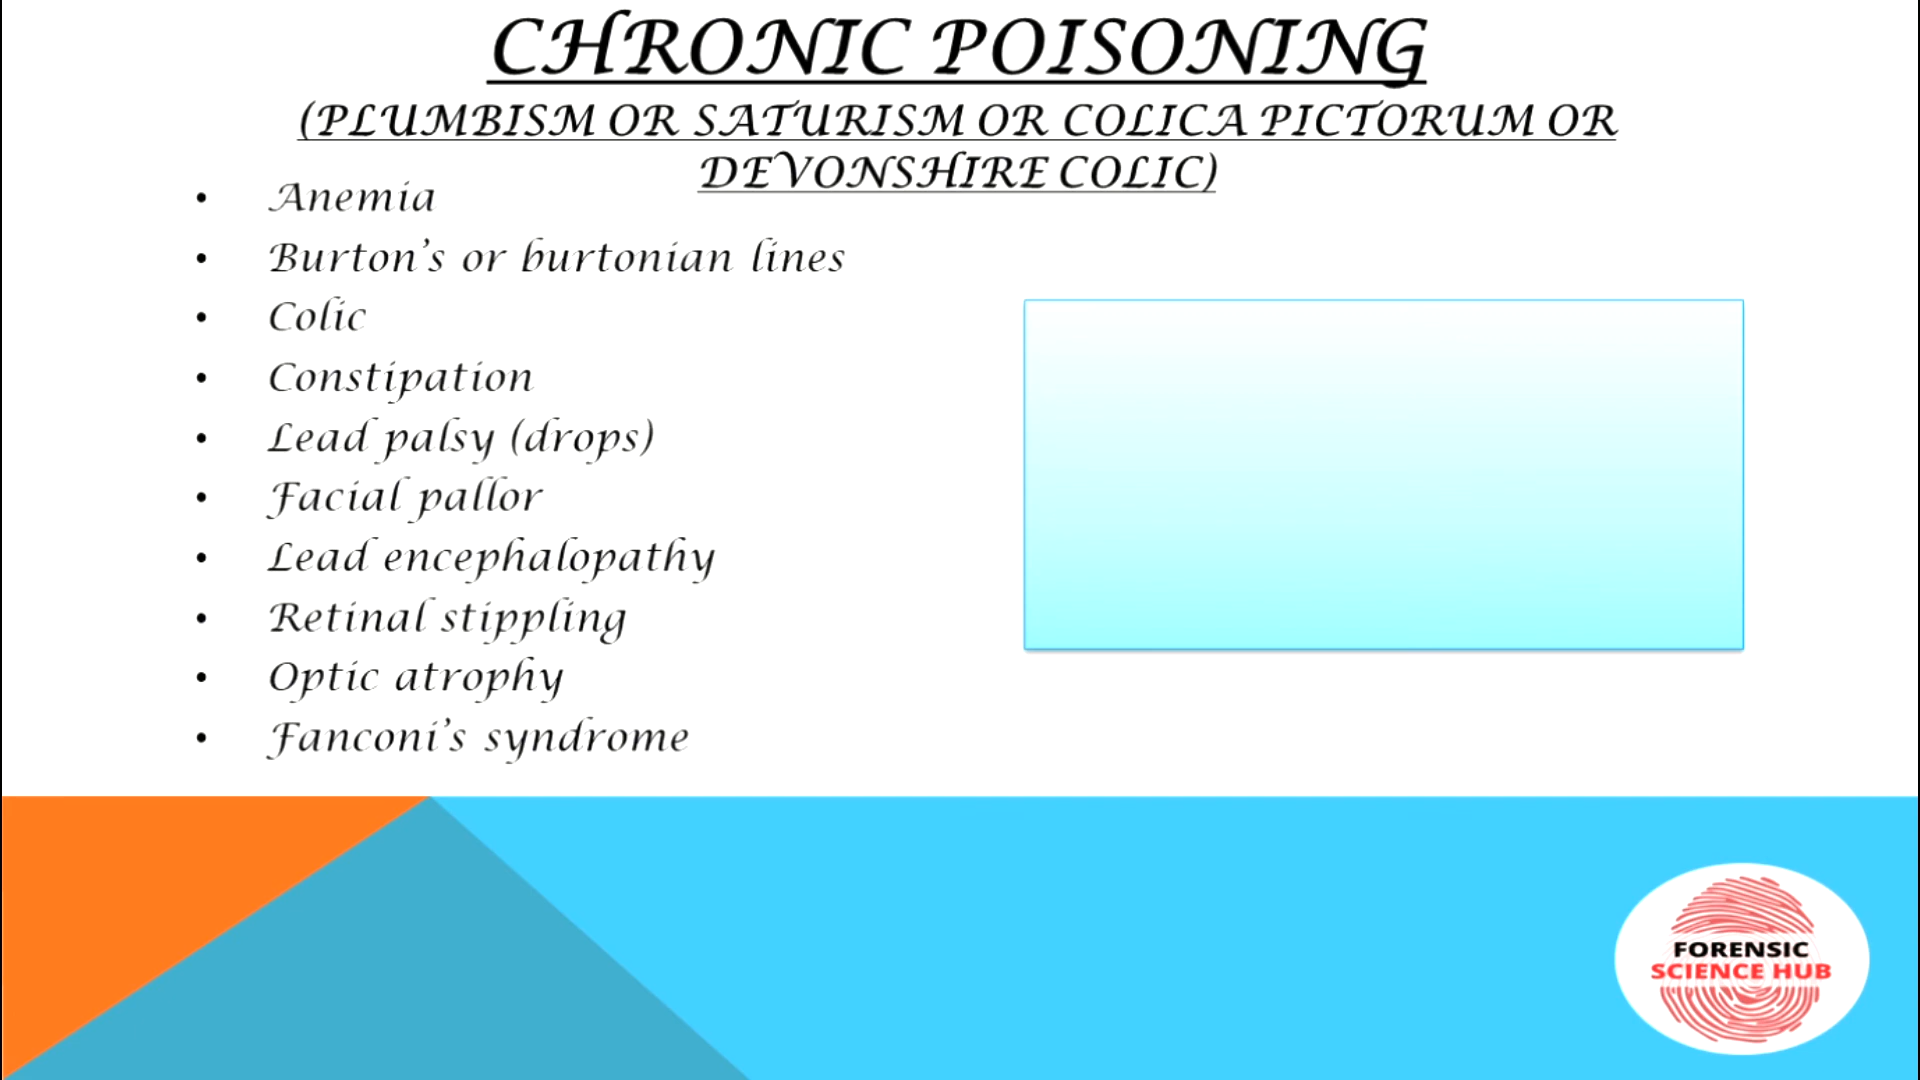 CHRONIC POISONING
(PLUMBISM OR SATURISM OR COLICA PICTORUM OR
DEVONSHIRE COLIC)
• Anemia
• Burton’s or burtonian lines
• Colic
• Constipation
• Lead palsy (drops)
• Facial pallor
• Lead encephalopathy
• Retinal stippling
• Optic atrophy
• Fanconi’s syndrome
FORENSIC
SCIENCE HUB